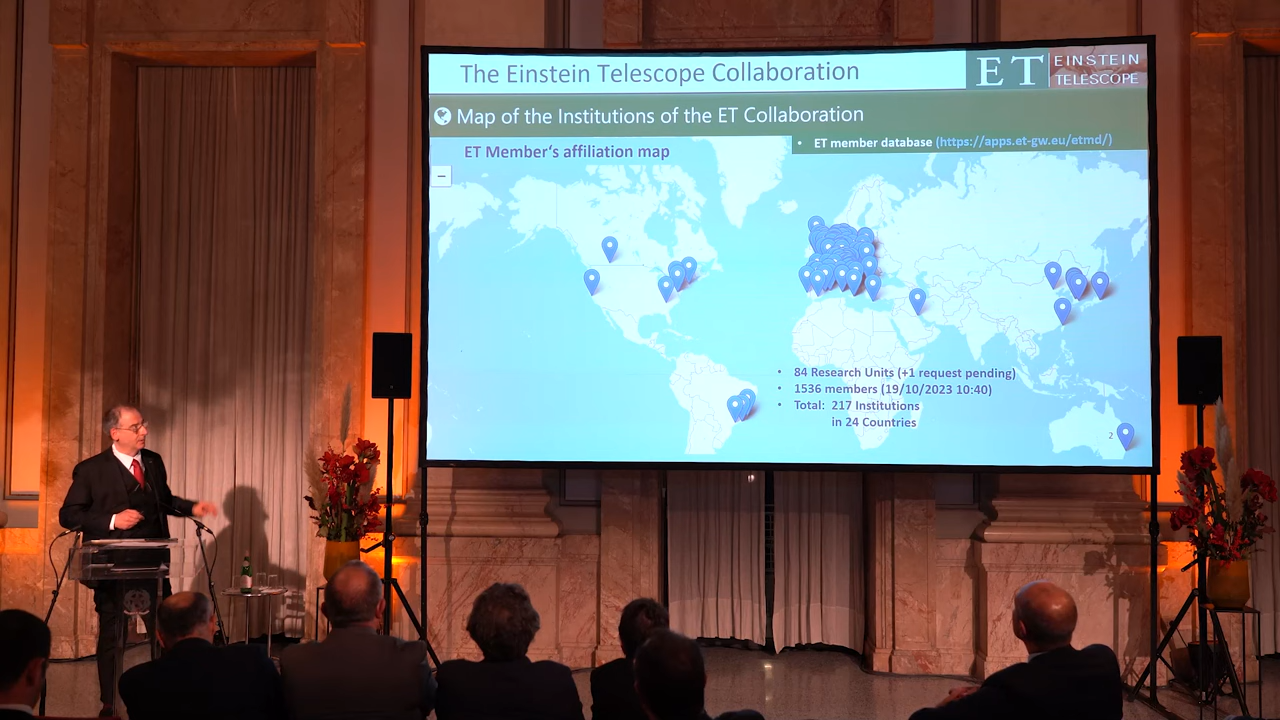 The Einstein Telescope Collaboration
ET EINSTEIN
TELESCOPE
Map of the Institutions of the ET Collaboration
• ET member database (https://apps.et-gw.eu/etmd/)
ET Member's affiliation map
−
• 84 Research Units (+1 request pending)
• 1536 members (19/10/2023 10:40)
• Total: 217 Institutions
in 24 Countries
2